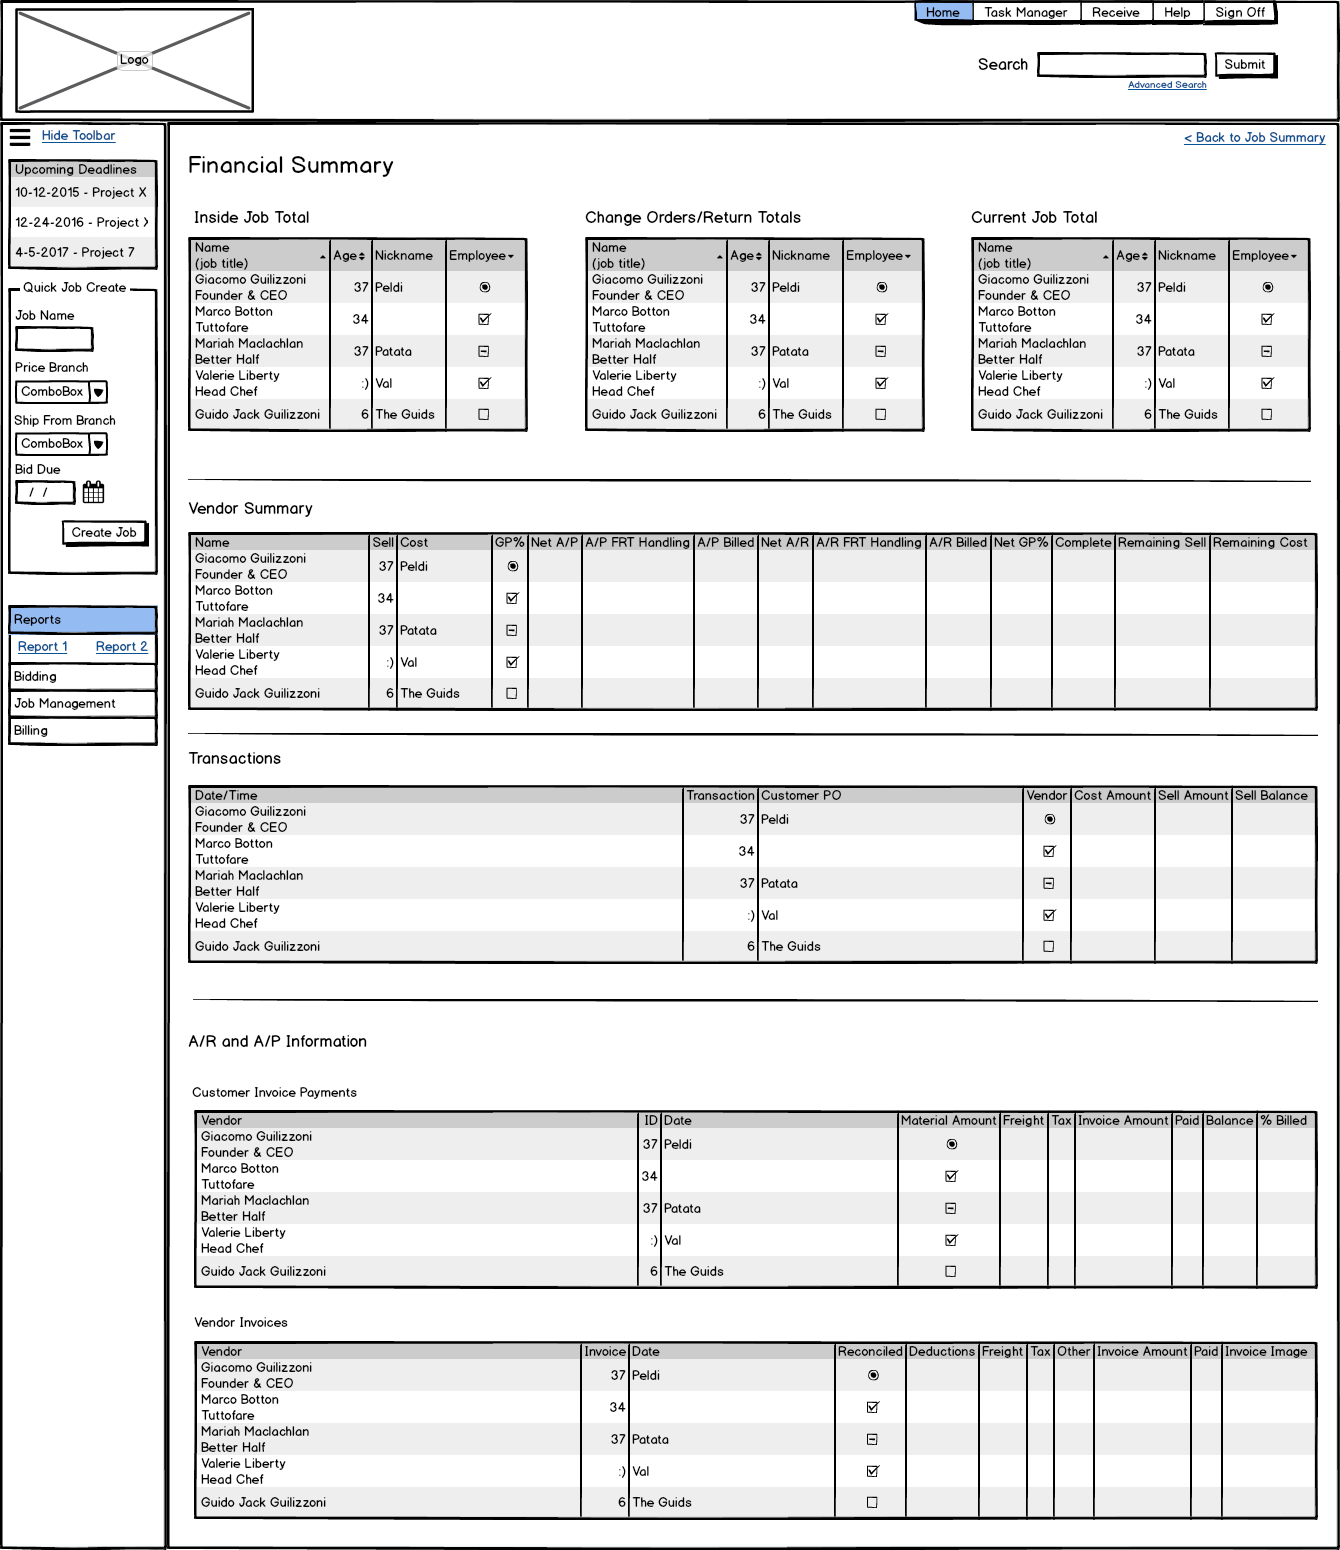 Home Task Manager Receive Help Sign Off
Logo
Search Submit
Advanced Search
Hide Toolbar
Upcoming Deadlines
10-12-2015 - Project X
12-24-2016 - Project
4-5-2017 - Project 7
Quick Job Create
Job Name
Price Branch
ComboBox
Ship From Branch
ComboBox
Bid Due
/ /
Create Job
Reports
Report 1 Report 2
Bidding
Job Management
Billing
< Back to Job Summary
Financial Summary
Inside Job Total
Name
(job title) Age Nickname Employee
Giacomo Guilizzoni
Founder & CEO 37 Peldi
Marco Botton
Tuttofare 34
Mariah Maclachlan
Better Half 37 Patata
Valerie Liberty
Head Chef :) Val
Guido Jack Guilizzoni 6 The Guids
Change Orders/Return Totals
Name
(job title) Age Nickname Employee
Giacomo Guilizzoni
Founder & CEO 37 Peldi
Marco Botton
Tuttofare 34
Mariah Maclachlan
Better Half 37 Patata
Valerie Liberty
Head Chef :) Val
Guido Jack Guilizzoni 6 The Guids
Current Job Total
Name
(job title) Age Nickname Employee
Giacomo Guilizzoni
Founder & CEO 37 Peldi
Marco Botton
Tuttofare 34
Mariah Maclachlan
Better Half 37 Patata
Valerie Liberty
Head Chef :) Val
Guido Jack Guilizzoni 6 The Guids
Vendor Summary
Name Sell Cost GP% Net A/P A/P FRT Handling A/P Billed Net A/R A/R FRT Handling A/R Billed Net GP% Complete Remaining Sell Remaining Cost
Giacomo Guilizzoni
Founder & CEO 37 Peldi
Marco Botton
Tuttofare 34
Mariah Maclachlan
Better Half 37 Patata
Valerie Liberty
Head Chef :) Val
Guido Jack Guilizzoni 6 The Guids
Transactions
Date/Time Transaction Customer PO Vendor Cost Amount Sell Amount Sell Balance
Giacomo Guilizzoni
Founder & CEO 37 Peldi
Marco Botton
Tuttofare 34
Mariah Maclachlan
Better Half 37 Patata
Valerie Liberty
Head Chef :) Val
Guido Jack Guilizzoni 6 The Guids
A/R and A/P Information
Customer Invoice Payments
Vendor ID Date Material Amount Freight Tax Invoice Amount Paid Balance % Billed
Giacomo Guilizzoni
Founder & CEO 37 Peldi
Marco Botton
Tuttofare 34
Mariah Maclachlan
Better Half 37 Patata
Valerie Liberty
Head Chef :) Val
Guido Jack Guilizzoni 6 The Guids
Vendor Invoices
Vendor Invoice Date Reconciled Deductions Freight Tax Other Invoice Amount Paid Invoice Image
Giacomo Guilizzoni
Founder & CEO 37 Peldi
Marco Botton
Tuttofare 34
Mariah Maclachlan
Better Half 37 Patata
Valerie Liberty
Head Chef :) Val
Guido Jack Guilizzoni 6 The Guids